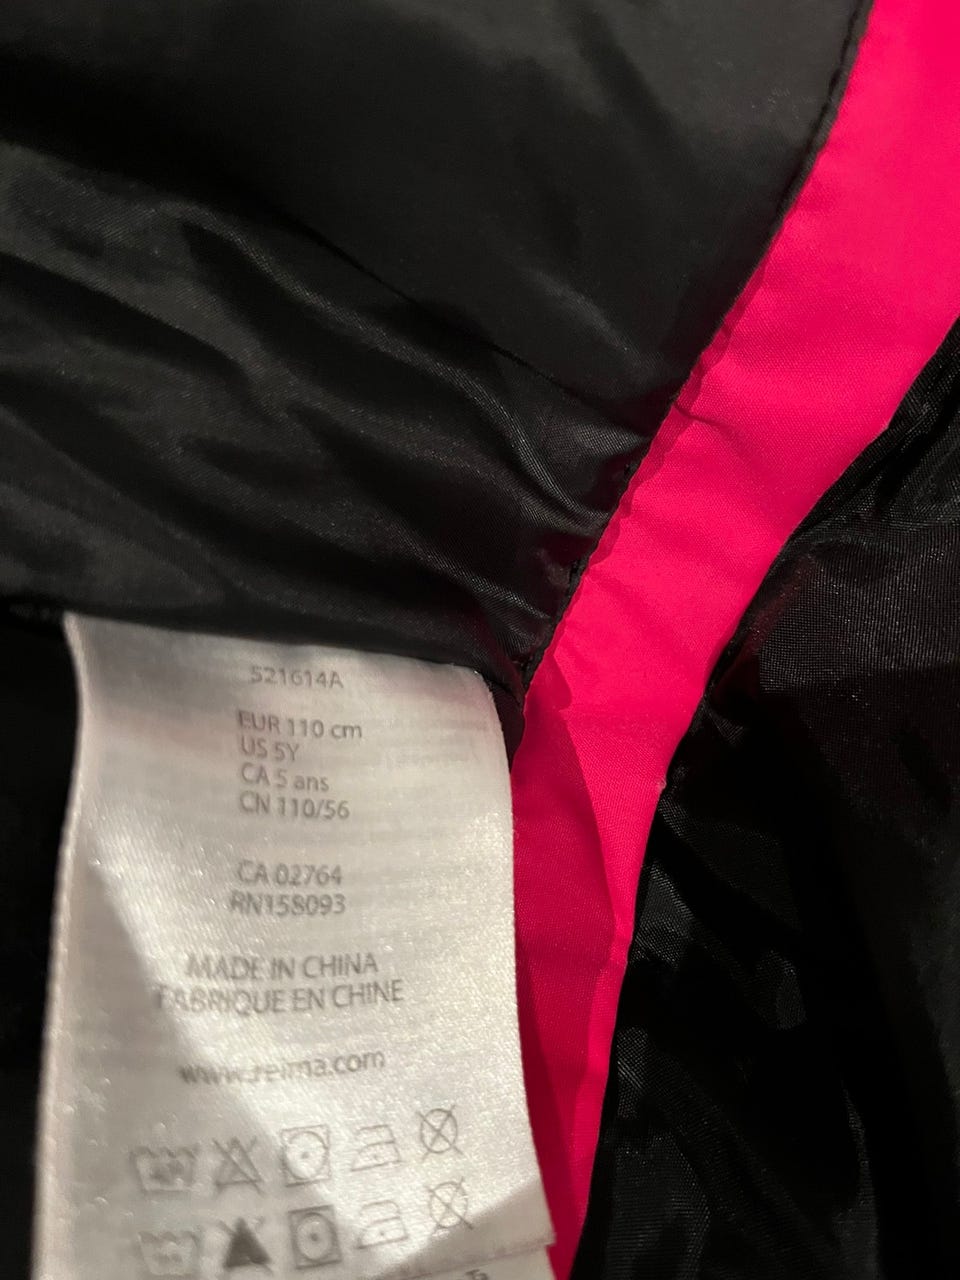 521614A
EUR 110 cm
US 5Y
CA 5 ans
CN 110/56
CA 02764
RN158093
MADE IN CHINA
FABRIQUE EN CHINE
www.reima.com